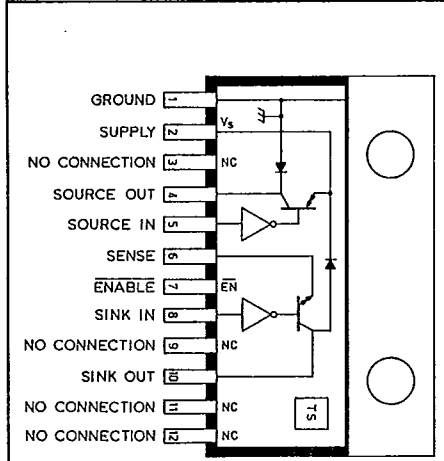 GROUND 1
SUPPLY 2 Vs
NO CONNECTION 3 NC
SOURCE OUT 4
SOURCE IN 5
SENSE 6
ENABLE 7 EN
SINK IN 8
NO CONNECTION 9 NC
SINK OUT 10
NO CONNECTION 11 NC
NO CONNECTION 12 NC
TS